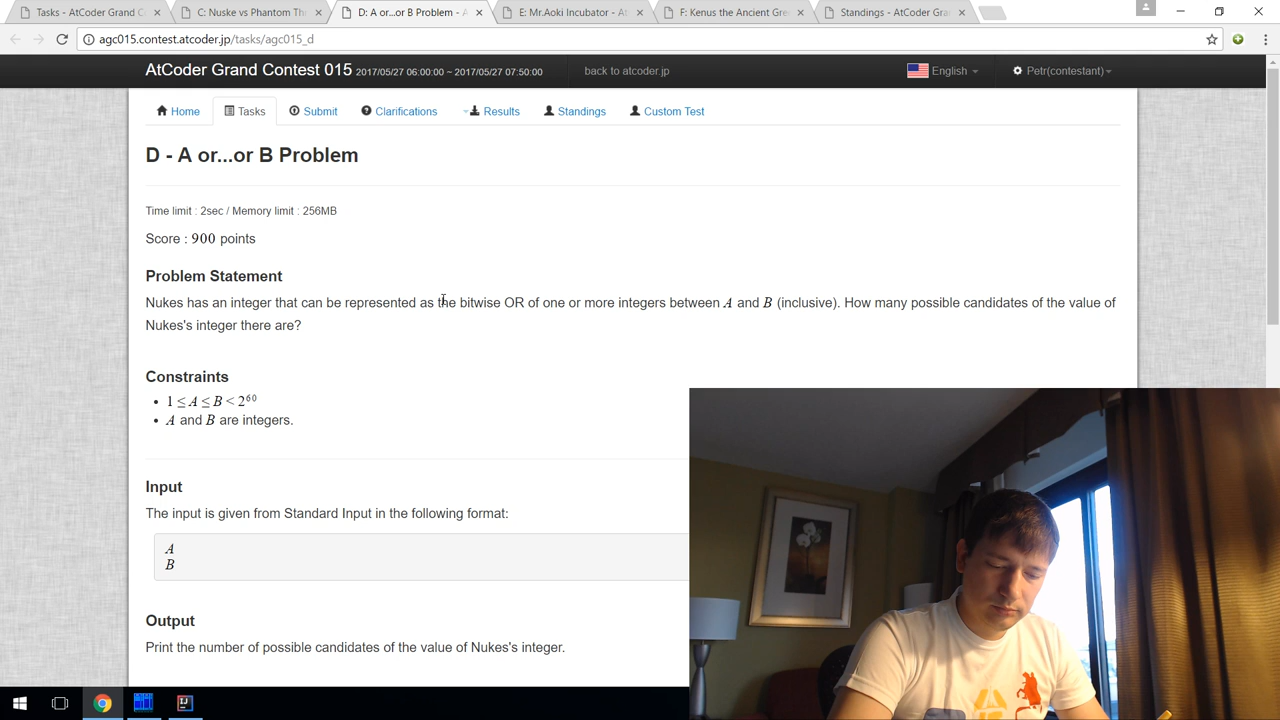 Tasks - AtCoder Grand C
C: Nuske vs Phantom Th
D: A or...or B Problem - A
E: Mr.Aoki Incubator - At
F: Kenus the Ancient Gre
Standings - AtCoder Gra
agc015.contest.atcoder.jp/tasks/agc015_d
AtCoder Grand Contest 015 2017/05/27 06:00:00 ~ 2017/05/27 07:50:00 back to atcoder.jp English Petr(contestant)
Home Tasks Submit Clarifications Results Standings Custom Test
D - A or...or B Problem
Time limit : 2sec / Memory limit : 256MB
Score : 900 points
Problem Statement
Nukes has an integer that can be represented as the bitwise OR of one or more integers between A and B (inclusive). How many possible candidates of the value of
Nukes's integer there are?
Constraints
• 1 ≤ A ≤ B < 2^60
• A and B are integers.
Input
The input is given from Standard Input in the following format:
A
B
Output
Print the number of possible candidates of the value of Nukes's integer.